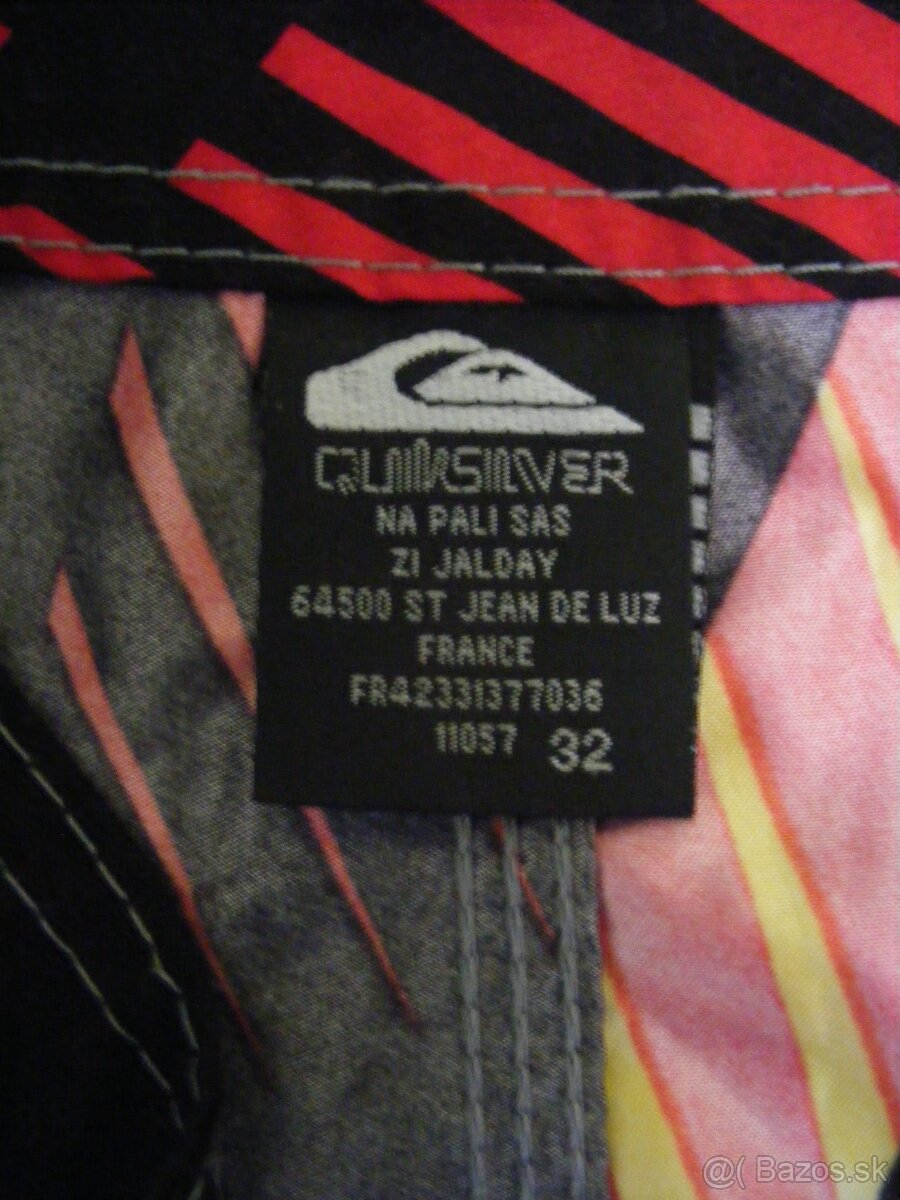 QUIKSILVER
NA PALI SAS
ZI JALDAY
64500 ST JEAN DE LUZ
FRANCE
FR42331377036
11057 32
@( Bazos.sk